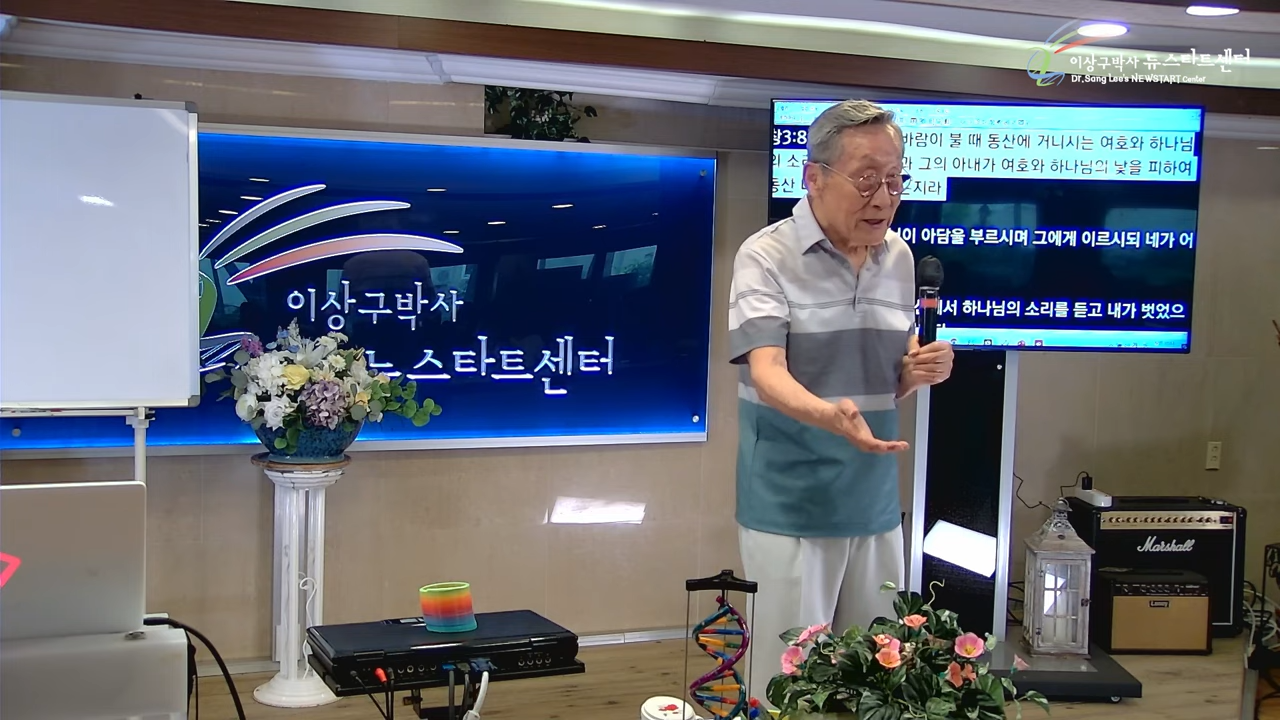 이상구박사 뉴스타트센터
Dr. Sang Lee's NEWSTART Center
창3:8 바람이 불 때 동산에 거니시는 여호와 하나님
의 소리 그의 아내가 여호와 하나님의 낯을 피하여
동산 지라
이 아담을 부르시며 그에게 이르시되 네가 어
에서 하나님의 소리를 듣고 내가 벗었으
이상구박사
뉴스타트센터
Marshall
Laney